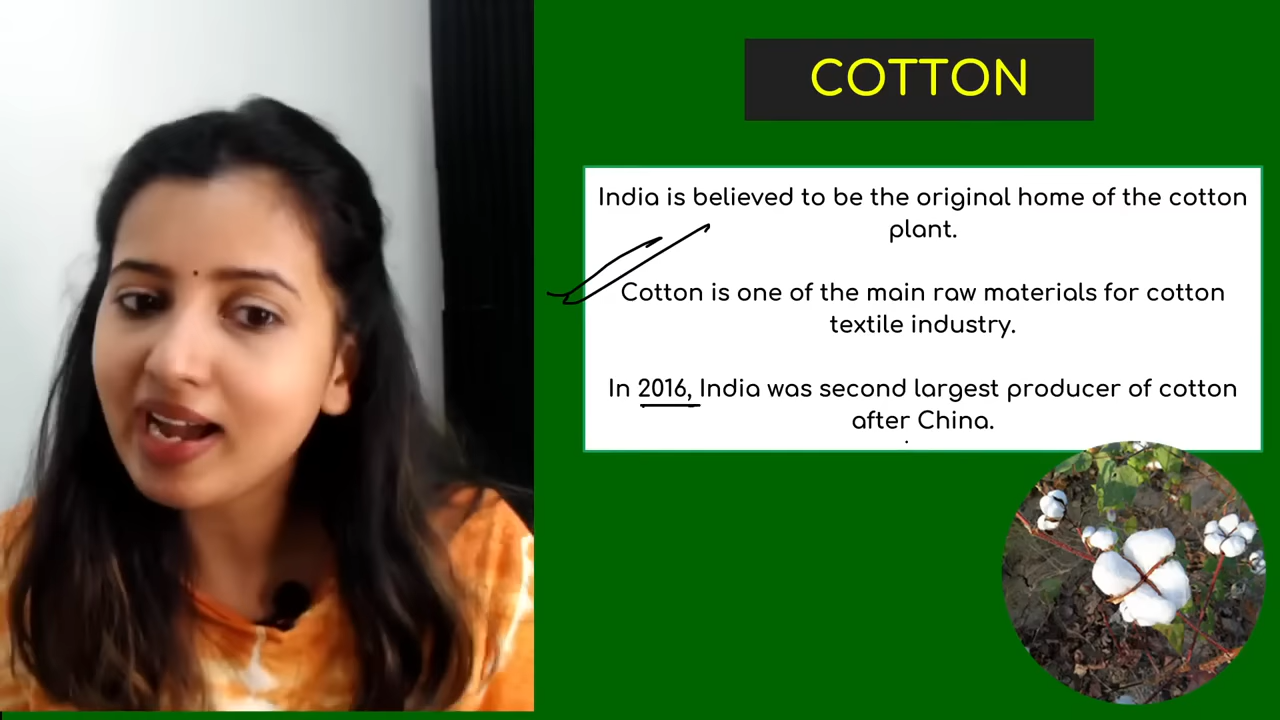 COTTON
India is believed to be the original home of the cotton
plant.
Cotton is one of the main raw materials for cotton
textile industry.
In 2016, India was second largest producer of cotton
after China.